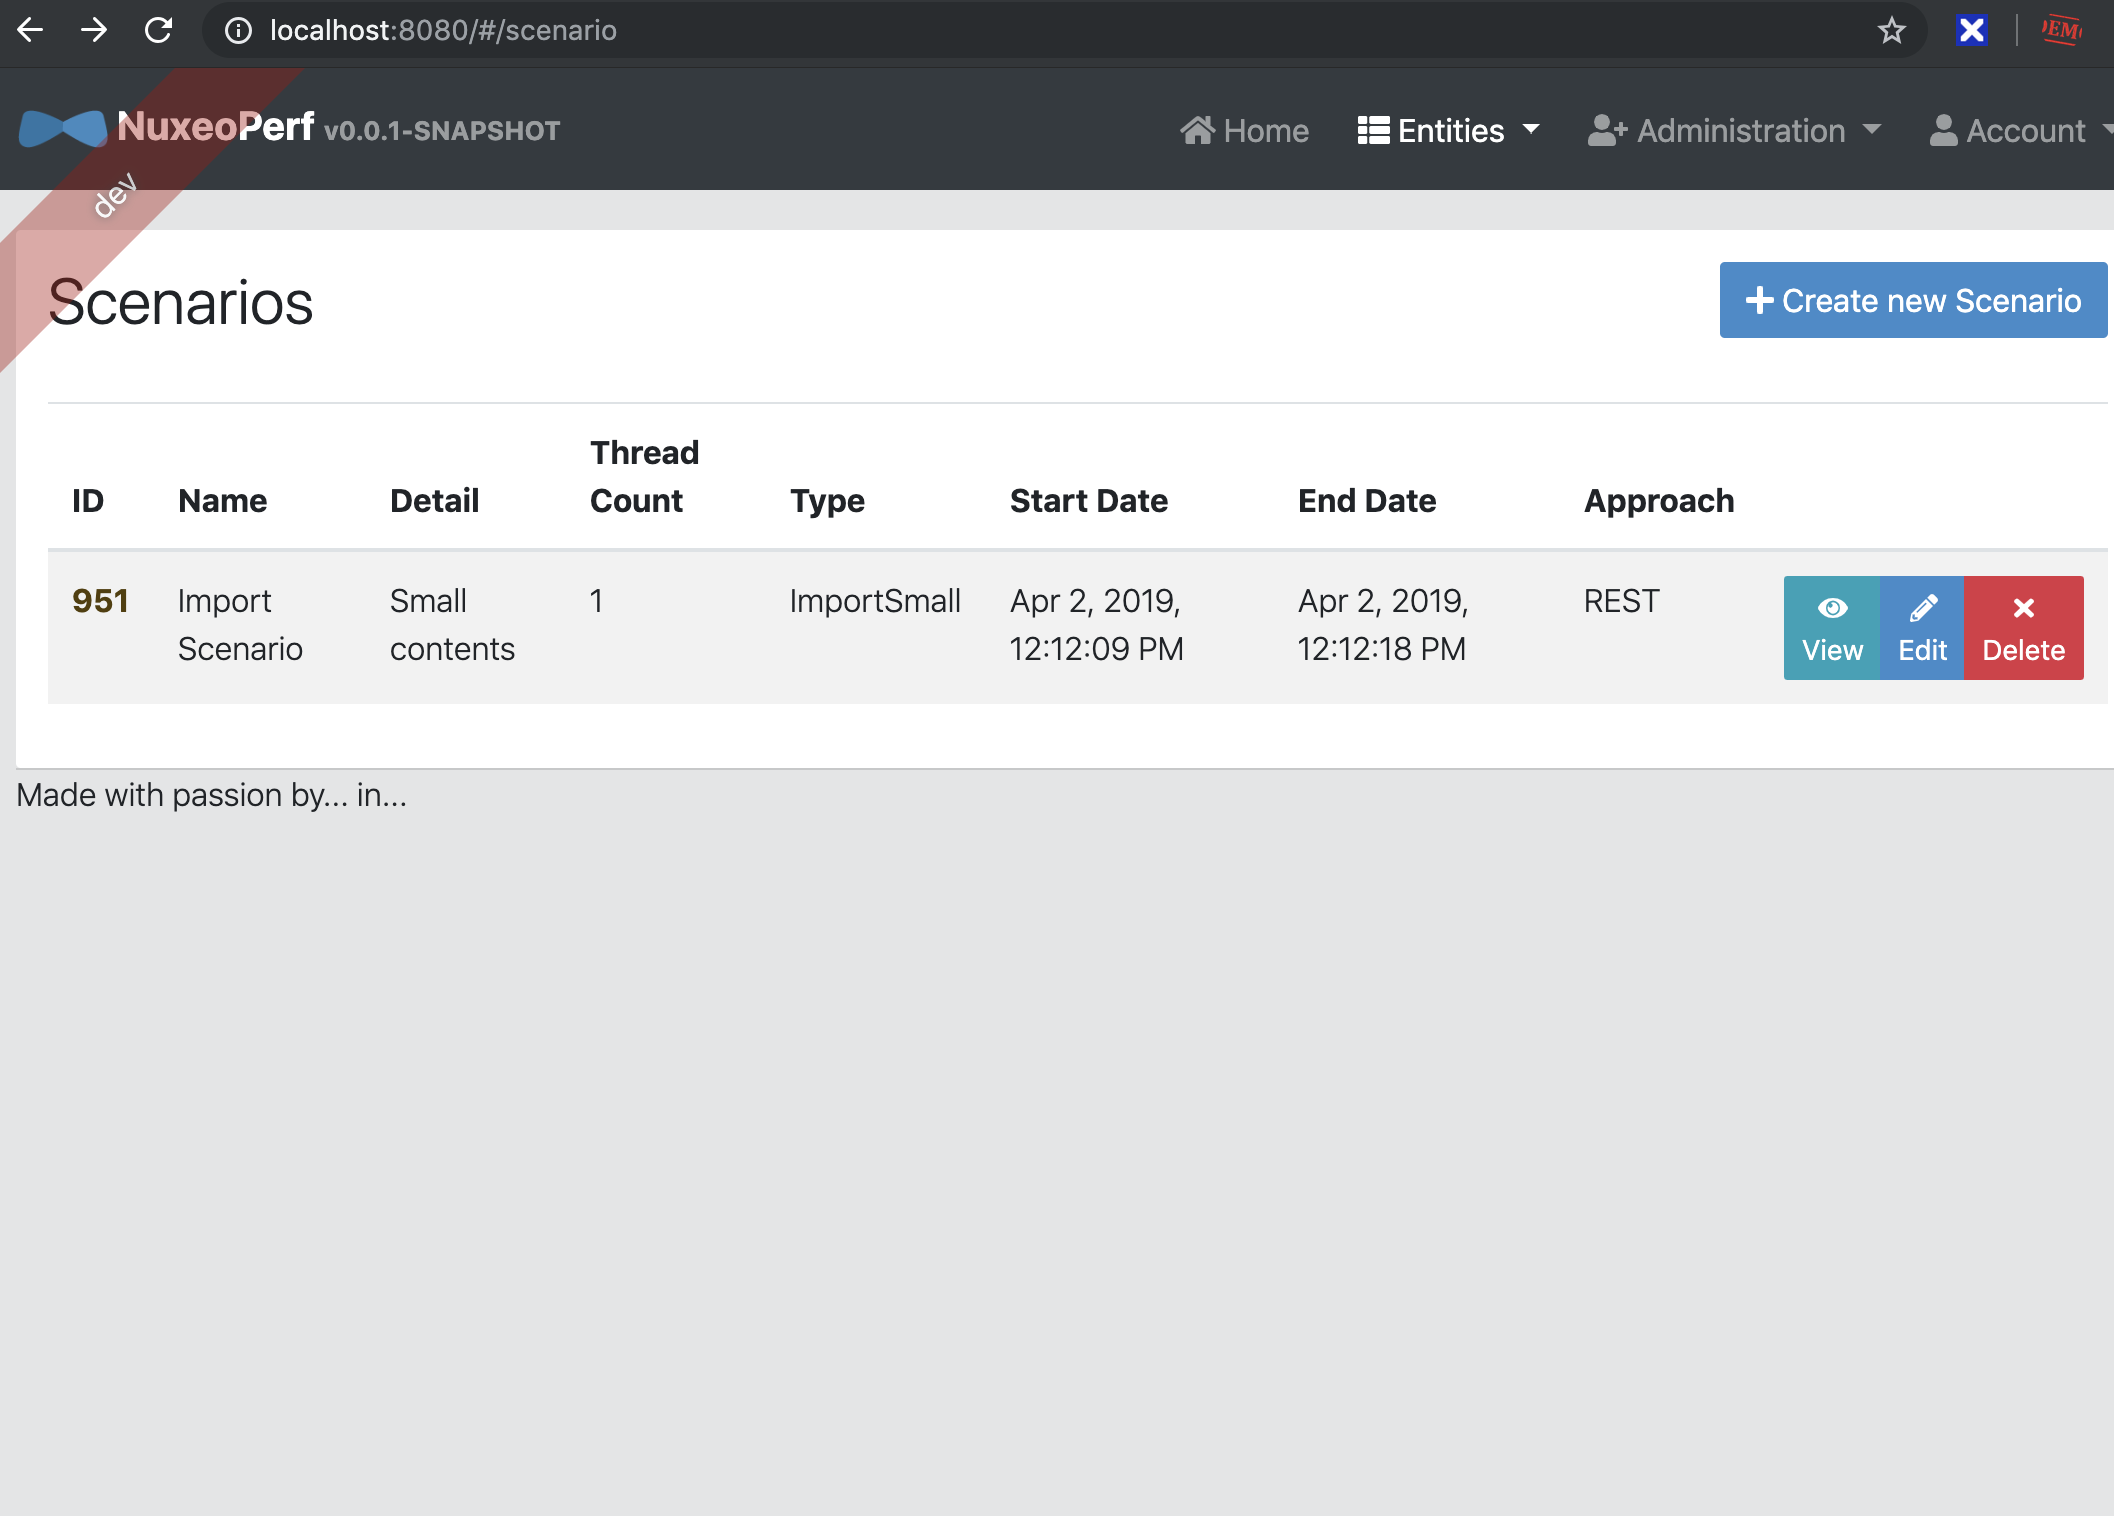 localhost:8080/#/scenario
NuxeoPerf v0.0.1-SNAPSHOT
Home Entities Administration Account
dev
Scenarios
Create new Scenario
Thread
ID Name Detail Count Type Start Date End Date Approach
951 Import Small 1 ImportSmall Apr 2, 2019, Apr 2, 2019, REST
Scenario contents 12:12:09 PM 12:12:18 PM View Edit Delete
Made with passion by... in...